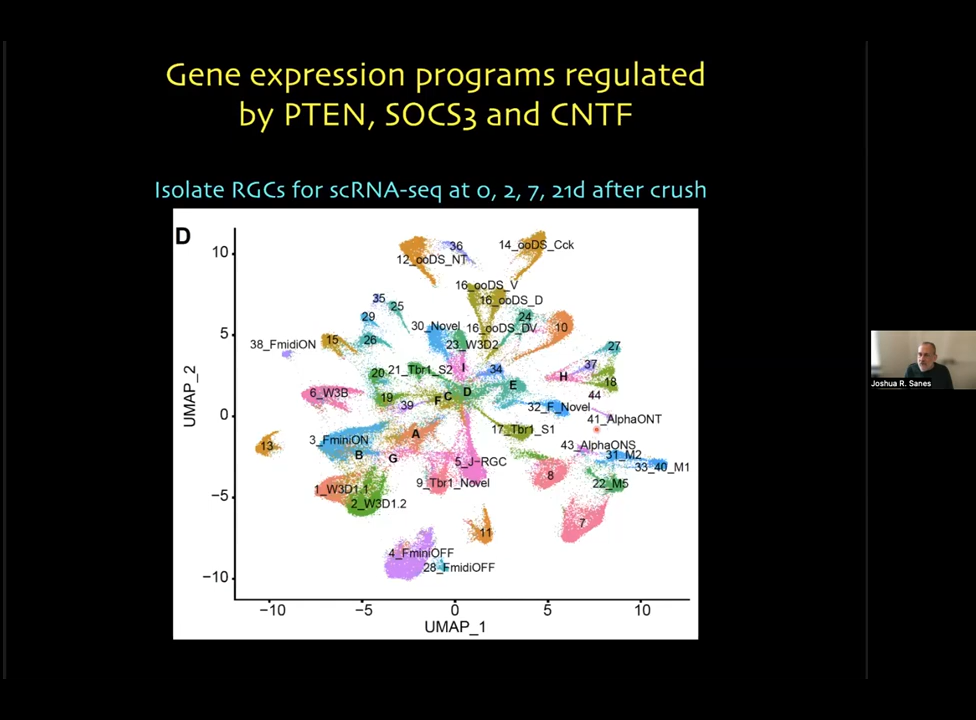 Gene expression programs regulated
by PTEN, SOCS3 and CNTF
Isolate RGCs for scRNA-seq at 0, 2, 7, 21d after crush
D
UMAP_2
10
5
0
−5
−10
36
14_ooDS_Cck
12_ooDS_NT
16_ooDS_V
16_ooDS_D
35
25
29
24
30_Novel
16_ooDS_DV
10
15
26
38_FmidiON
23_W3D2
27
I
37
21_Tbr1_S2
34
20
H
18
E
6_W3B
C
D
19
F
44
39
32_F_Novel
41_AlphaONT
17_Tbr1_S1
A
3_FminiON
13
43_AlphaONS
B
31_M2
G
5_J-RGC
33_40_M1
8
9_Tbr1_Novel
22_M5
1_W3D1.1
2_W3D1.2
7
11
4_FminiOFF
28_FmidiOFF
−10
−5
0
5
10
UMAP_1
Joshua R. Sanes